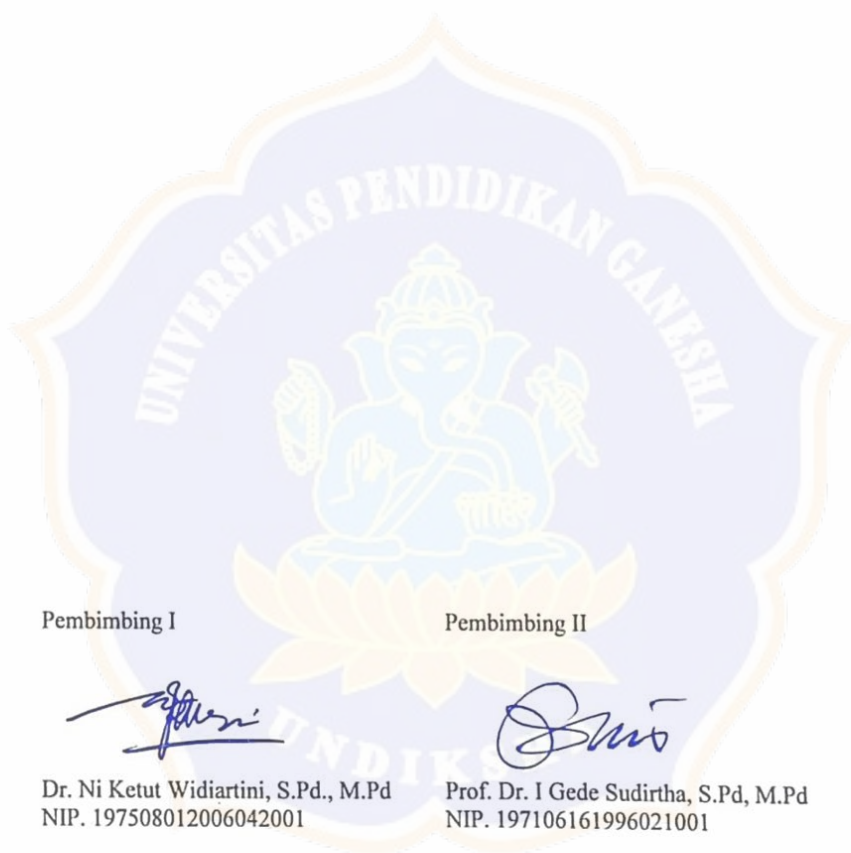 UNIVERSITAS PENDIDIKAN GANESHA
Pembimbing I
Pembimbing II
UNDIKSHA
Dr. Ni Ketut Widiartini, S.Pd., M.Pd
NIP. 197508012006042001
Prof. Dr. I Gede Sudirtha, S.Pd, M.Pd
NIP. 197106161996021001